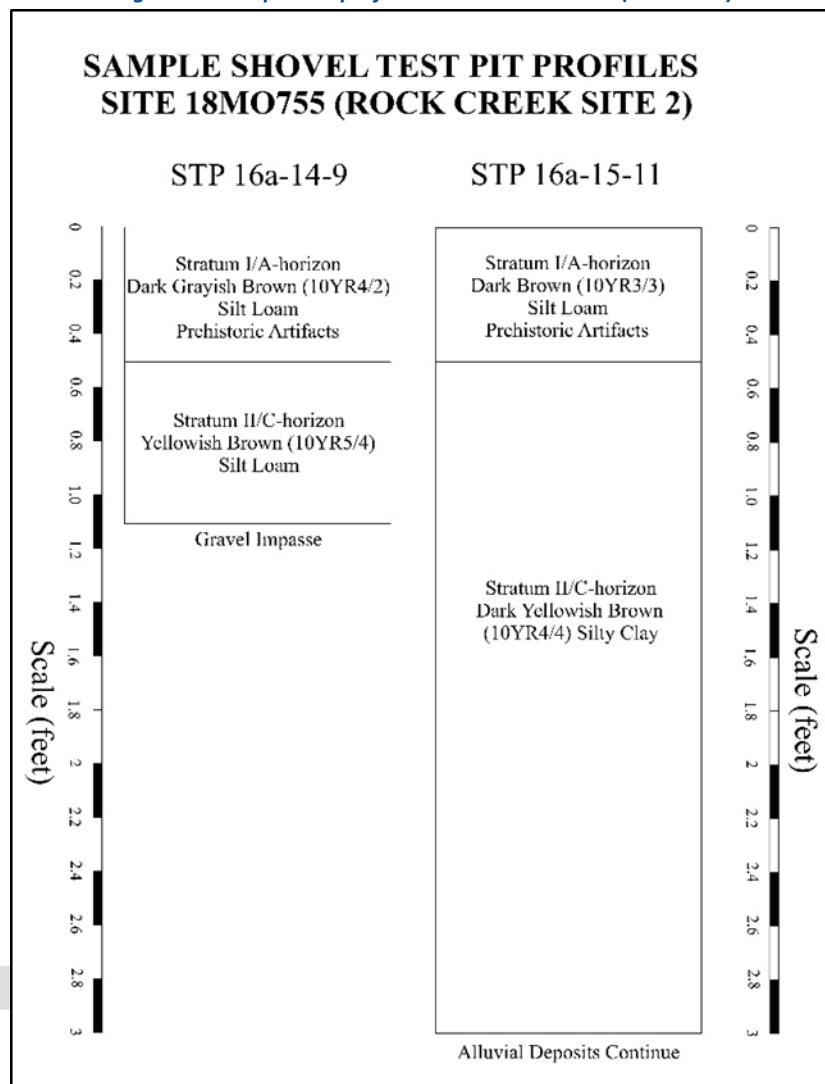 SAMPLE SHOVEL TEST PIT PROFILES
SITE 18MO755 (ROCK CREEK SITE 2)
STP 16a-14-9
STP 16a-15-11
0
0.2
0.4
0.6
0.8
1.0
1.2
1.4
1.6
1.8
2
2.2
2.4
2.6
2.8
3
Scale (feet)
Stratum I/A-horizon
Dark Grayish Brown (10YR4/2)
Silt Loam
Prehistoric Artifacts
Stratum II/C-horizon
Yellowish Brown (10YR5/4)
Silt Loam
Gravel Impasse
Stratum I/A-horizon
Dark Brown (10YR3/3)
Silt Loam
Prehistoric Artifacts
Stratum II/C-horizon
Dark Yellowish Brown
(10YR4/4) Silty Clay
Alluvial Deposits Continue
0
0.2
0.4
0.6
0.8
1.0
1.2
1.4
1.6
1.8
2
2.2
2.4
2.6
2.8
3
Scale (feet)